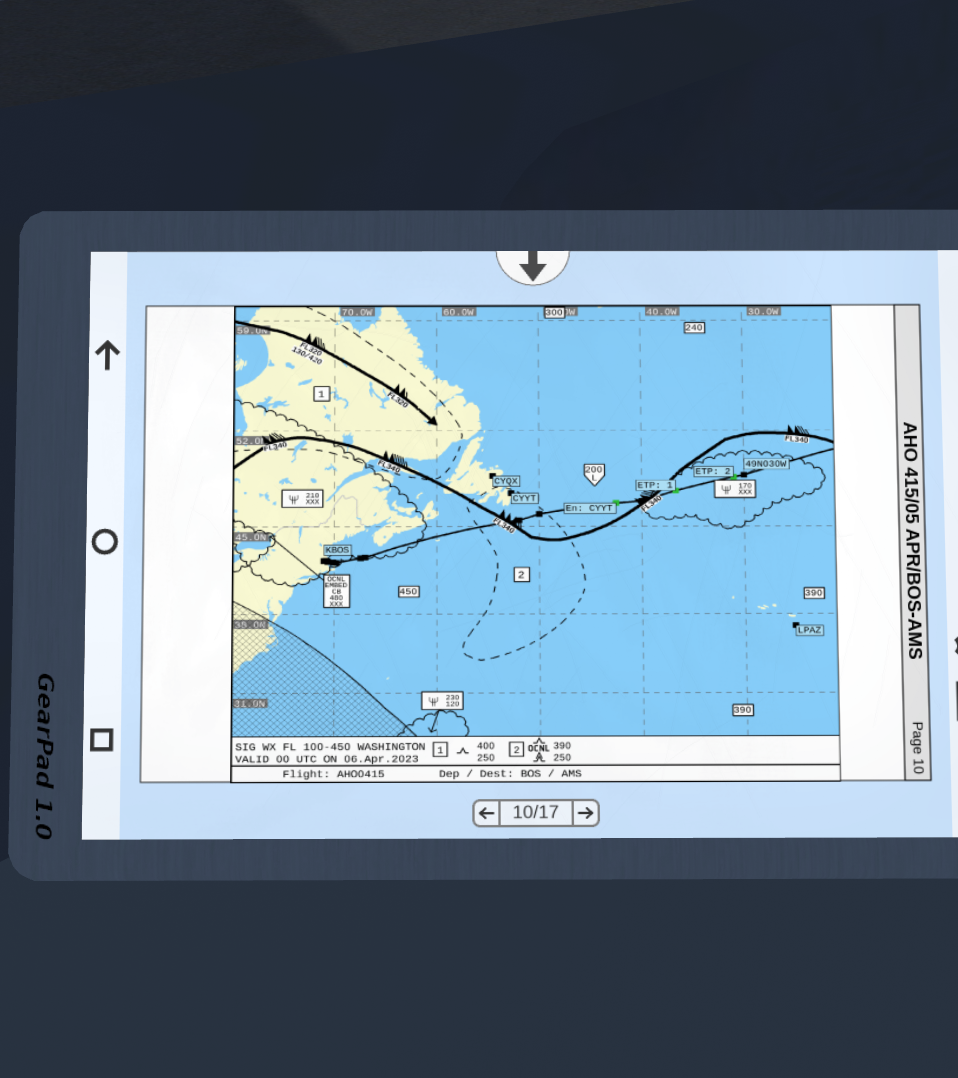 70.0W
60.0W
300
W
40.0W
30.0W
59.0N
240
FL320
130/420
1
FL320
52.0
FL340
FL340
FL340
CYQX
200
L
ETP: 2
49N030W
ETP: 1
170
XXX
FL340
210
XXX
CYYT
En: CYYT
FL340
45.0N
KBOS
OCNL
EMBED
CB
480
XXX
450
2
390
38.0N
LPAZ
31.0N
230
120
390
SIG WX FL 100-450 WASHINGTON
VALID 00 UTC ON 06.Apr.2023
1 400
250
2 OCNL 390
250
Flight: AHO0415 Dep / Dest: BOS / AMS
AHO 415/05 APR/BOS-AMS Page 10
10/17
GearPad 1.0